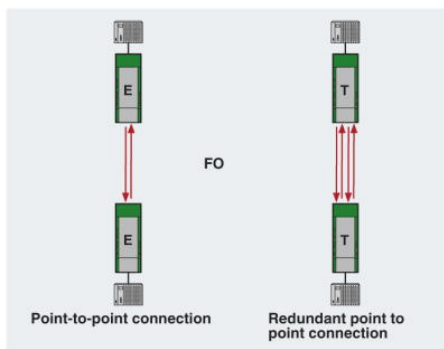 E
T
FO
E
T
Point-to-point connection
Redundant point to
point connection